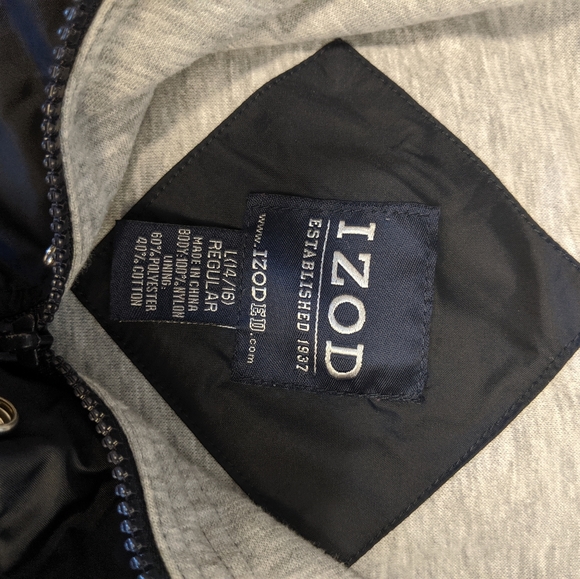 IZOD
ESTABLISHED 1937
www.IZODED.com
L(14/16)
REGULAR
MADE IN CHINA
BODY:100% NYLON
LINING:
60% POLYESTER
40% COTTON